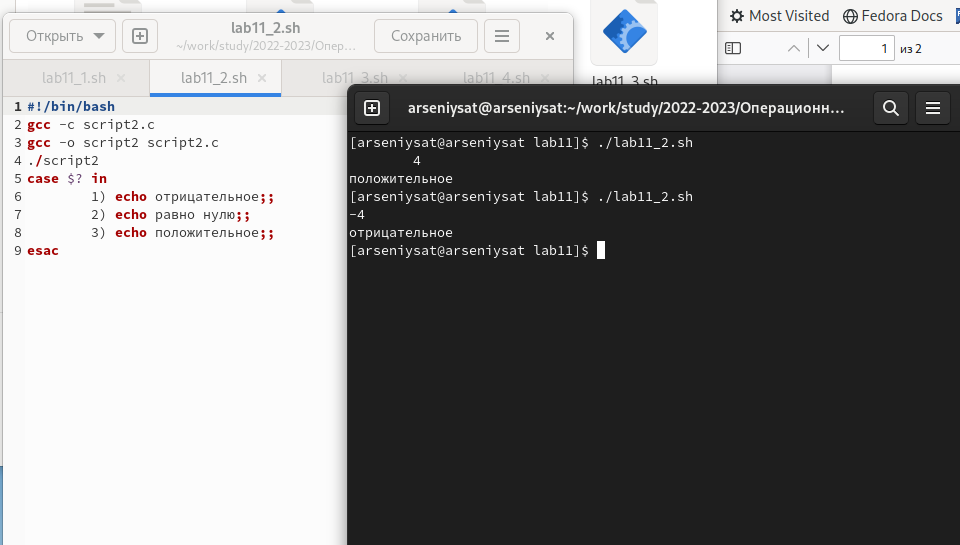 lab11_2.sh
Открыть
~/work/study/2022-2023/Опер…
Сохранить
lab11_1.sh
lab11_2.sh
lab11_3.sh
lab11_4.sh
1 #!/bin/bash
2 gcc -c script2.c
3 gcc -o script2 script2.c
4 ./script2
5 case $? in
6 1) echo отрицательное;;
7 2) echo равно нулю;;
8 3) echo положительное;;
9 esac
lab11_3.sh
Most Visited
Fedora Docs
1 из 2
arseniysat@arseniysat:~/work/study/2022-2023/Операционн…
[arseniysat@arseniysat lab11]$ ./lab11_2.sh
4
положительное
[arseniysat@arseniysat lab11]$ ./lab11_2.sh
-4
отрицательное
[arseniysat@arseniysat lab11]$